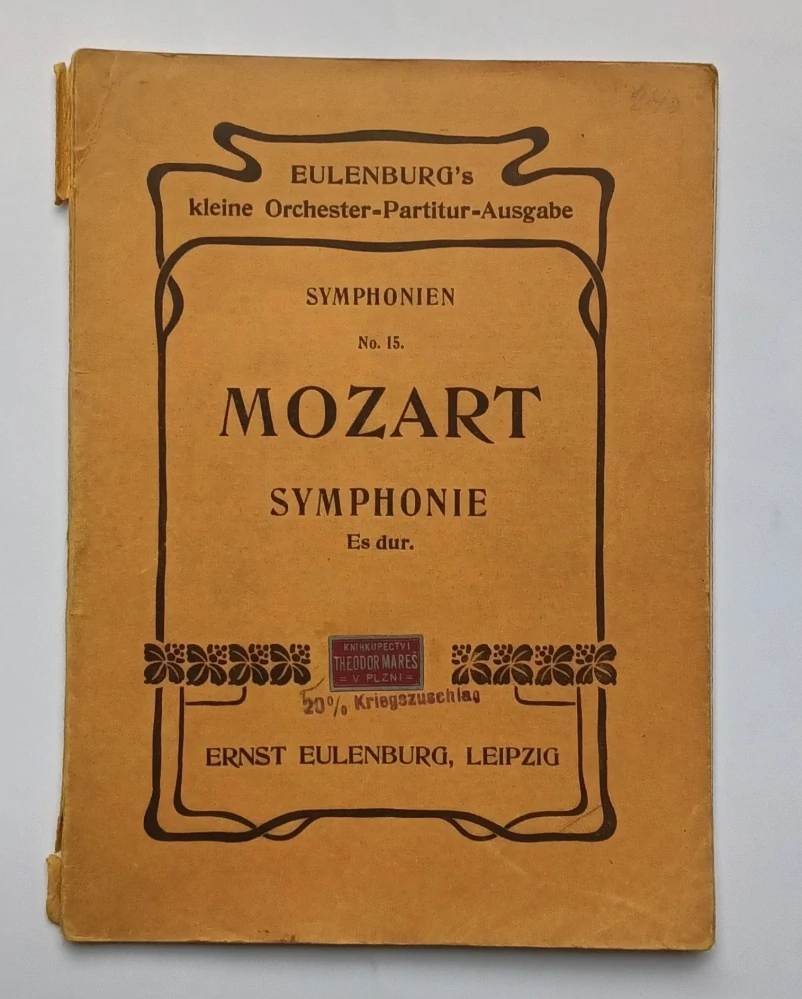 EULENBURG's
kleine Orchester-Partitur-Ausgabe
SYMPHONIEN
No. 15.
MOZART
SYMPHONIE
Es dur.
KNIHKUPECTVI
THEODOR MAREŠ
= V PLZNI =
20% Kriegszuschlag
ERNST EULENBURG, LEIPZIG